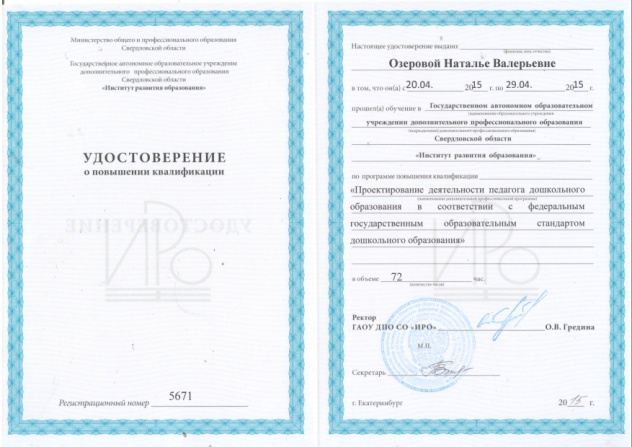 Министерство общего и профессионального образования
Свердловской области
Государственное автономное образовательное учреждение
дополнительного профессионального образования
Свердловской области
«Институт развития образования»
УДОСТОВЕРЕНИЕ
о повышении квалификации
ИРО
Регистрационный номер 5671
Настоящее удостоверение выдано
(фамилия, имя, отчество)
Озеровой Наталье Валерьевне
в том, что он(а) с 20.04. 2015 г. по 29.04. 2015 г.
прошел(а) обучение в Государственном автономном образовательном
(наименование образовательного учреждения
учреждении дополнительного профессионального образования
(подразделения) дополнительного профессионального образования)
Свердловской области
«Институт развития образования»
по программе повышения квалификации
«Проектирование деятельности педагога дошкольного
(наименование дополнительной профессиональной программы)
образования в соответствии с федеральным
государственным образовательным стандартом
дошкольного образования»
в объеме 72 час.
(количество часов)
Ректор
ГАОУ ДПО СО «ИРО» О.В. Гредина
М.П.
Секретарь
г. Екатеринбург 2015 г.